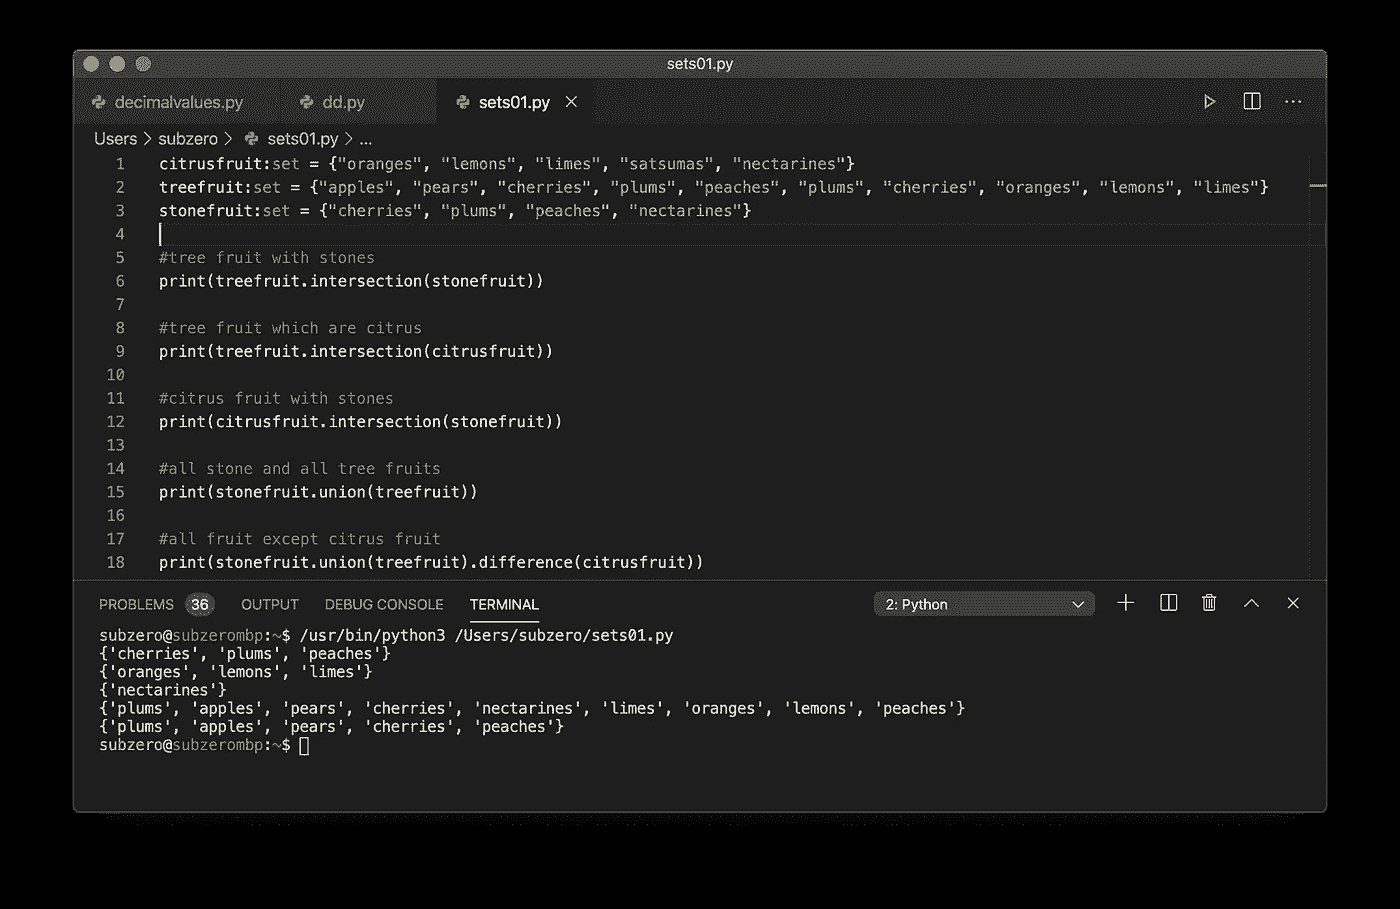 sets01.py
decimalvalues.py dd.py sets01.py
Users > subzero > sets01.py > ...
1 citrusfruit:set = {"oranges", "lemons", "limes", "satsumas", "nectarines"}
2 treefruit:set = {"apples", "pears", "cherries", "plums", "peaches", "plums", "cherries", "oranges", "lemons", "limes"}
3 stonefruit:set = {"cherries", "plums", "peaches", "nectarines"}
4
5 #tree fruit with stones
6 print(treefruit.intersection(stonefruit))
7
8 #tree fruit which are citrus
9 print(treefruit.intersection(citrusfruit))
10
11 #citrus fruit with stones
12 print(citrusfruit.intersection(stonefruit))
13
14 #all stone and all tree fruits
15 print(stonefruit.union(treefruit))
16
17 #all fruit except citrus fruit
18 print(stonefruit.union(treefruit).difference(citrusfruit))
PROBLEMS 36 OUTPUT DEBUG CONSOLE TERMINAL 2: Python
subzero@subzerombp:~$ /usr/bin/python3 /Users/subzero/sets01.py
{'cherries', 'plums', 'peaches'}
{'oranges', 'lemons', 'limes'}
{'nectarines'}
{'plums', 'apples', 'pears', 'cherries', 'nectarines', 'limes', 'oranges', 'lemons', 'peaches'}
{'plums', 'apples', 'pears', 'cherries', 'peaches'}
subzero@subzerombp:~$